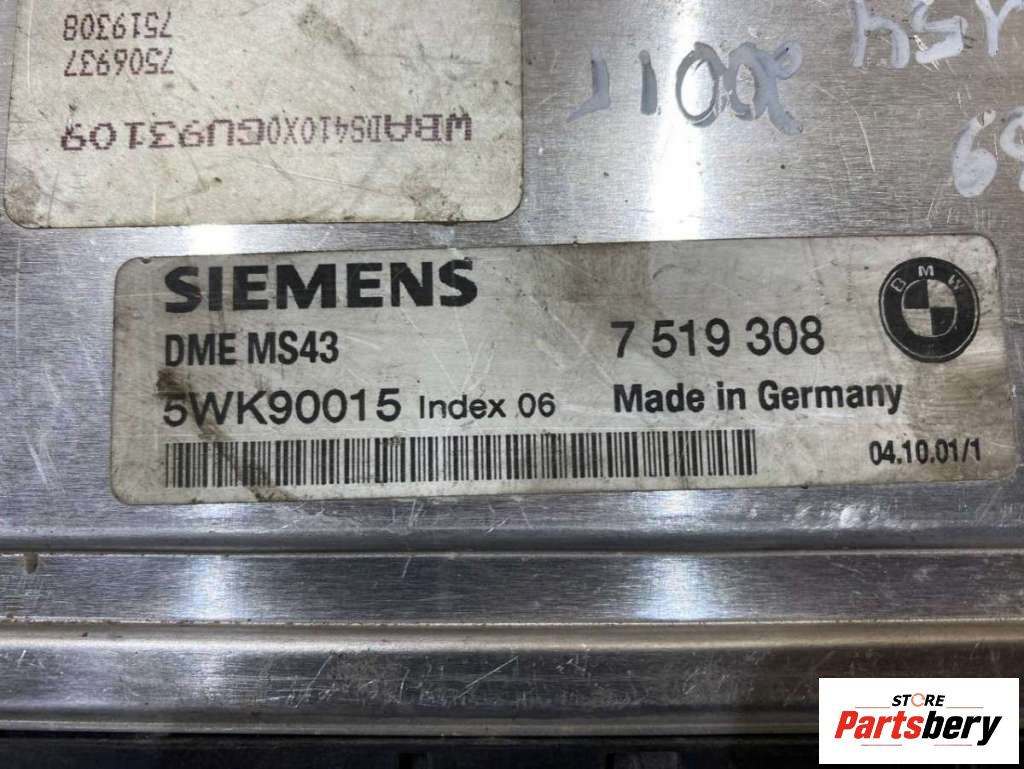 7519308
7506937
WBADS410X0GU93109
SIEMENS
DME MS43
7 519 308
BMW
5WK90015 Index 06
Made in Germany
04.10.01/1
STORE
Partsbery